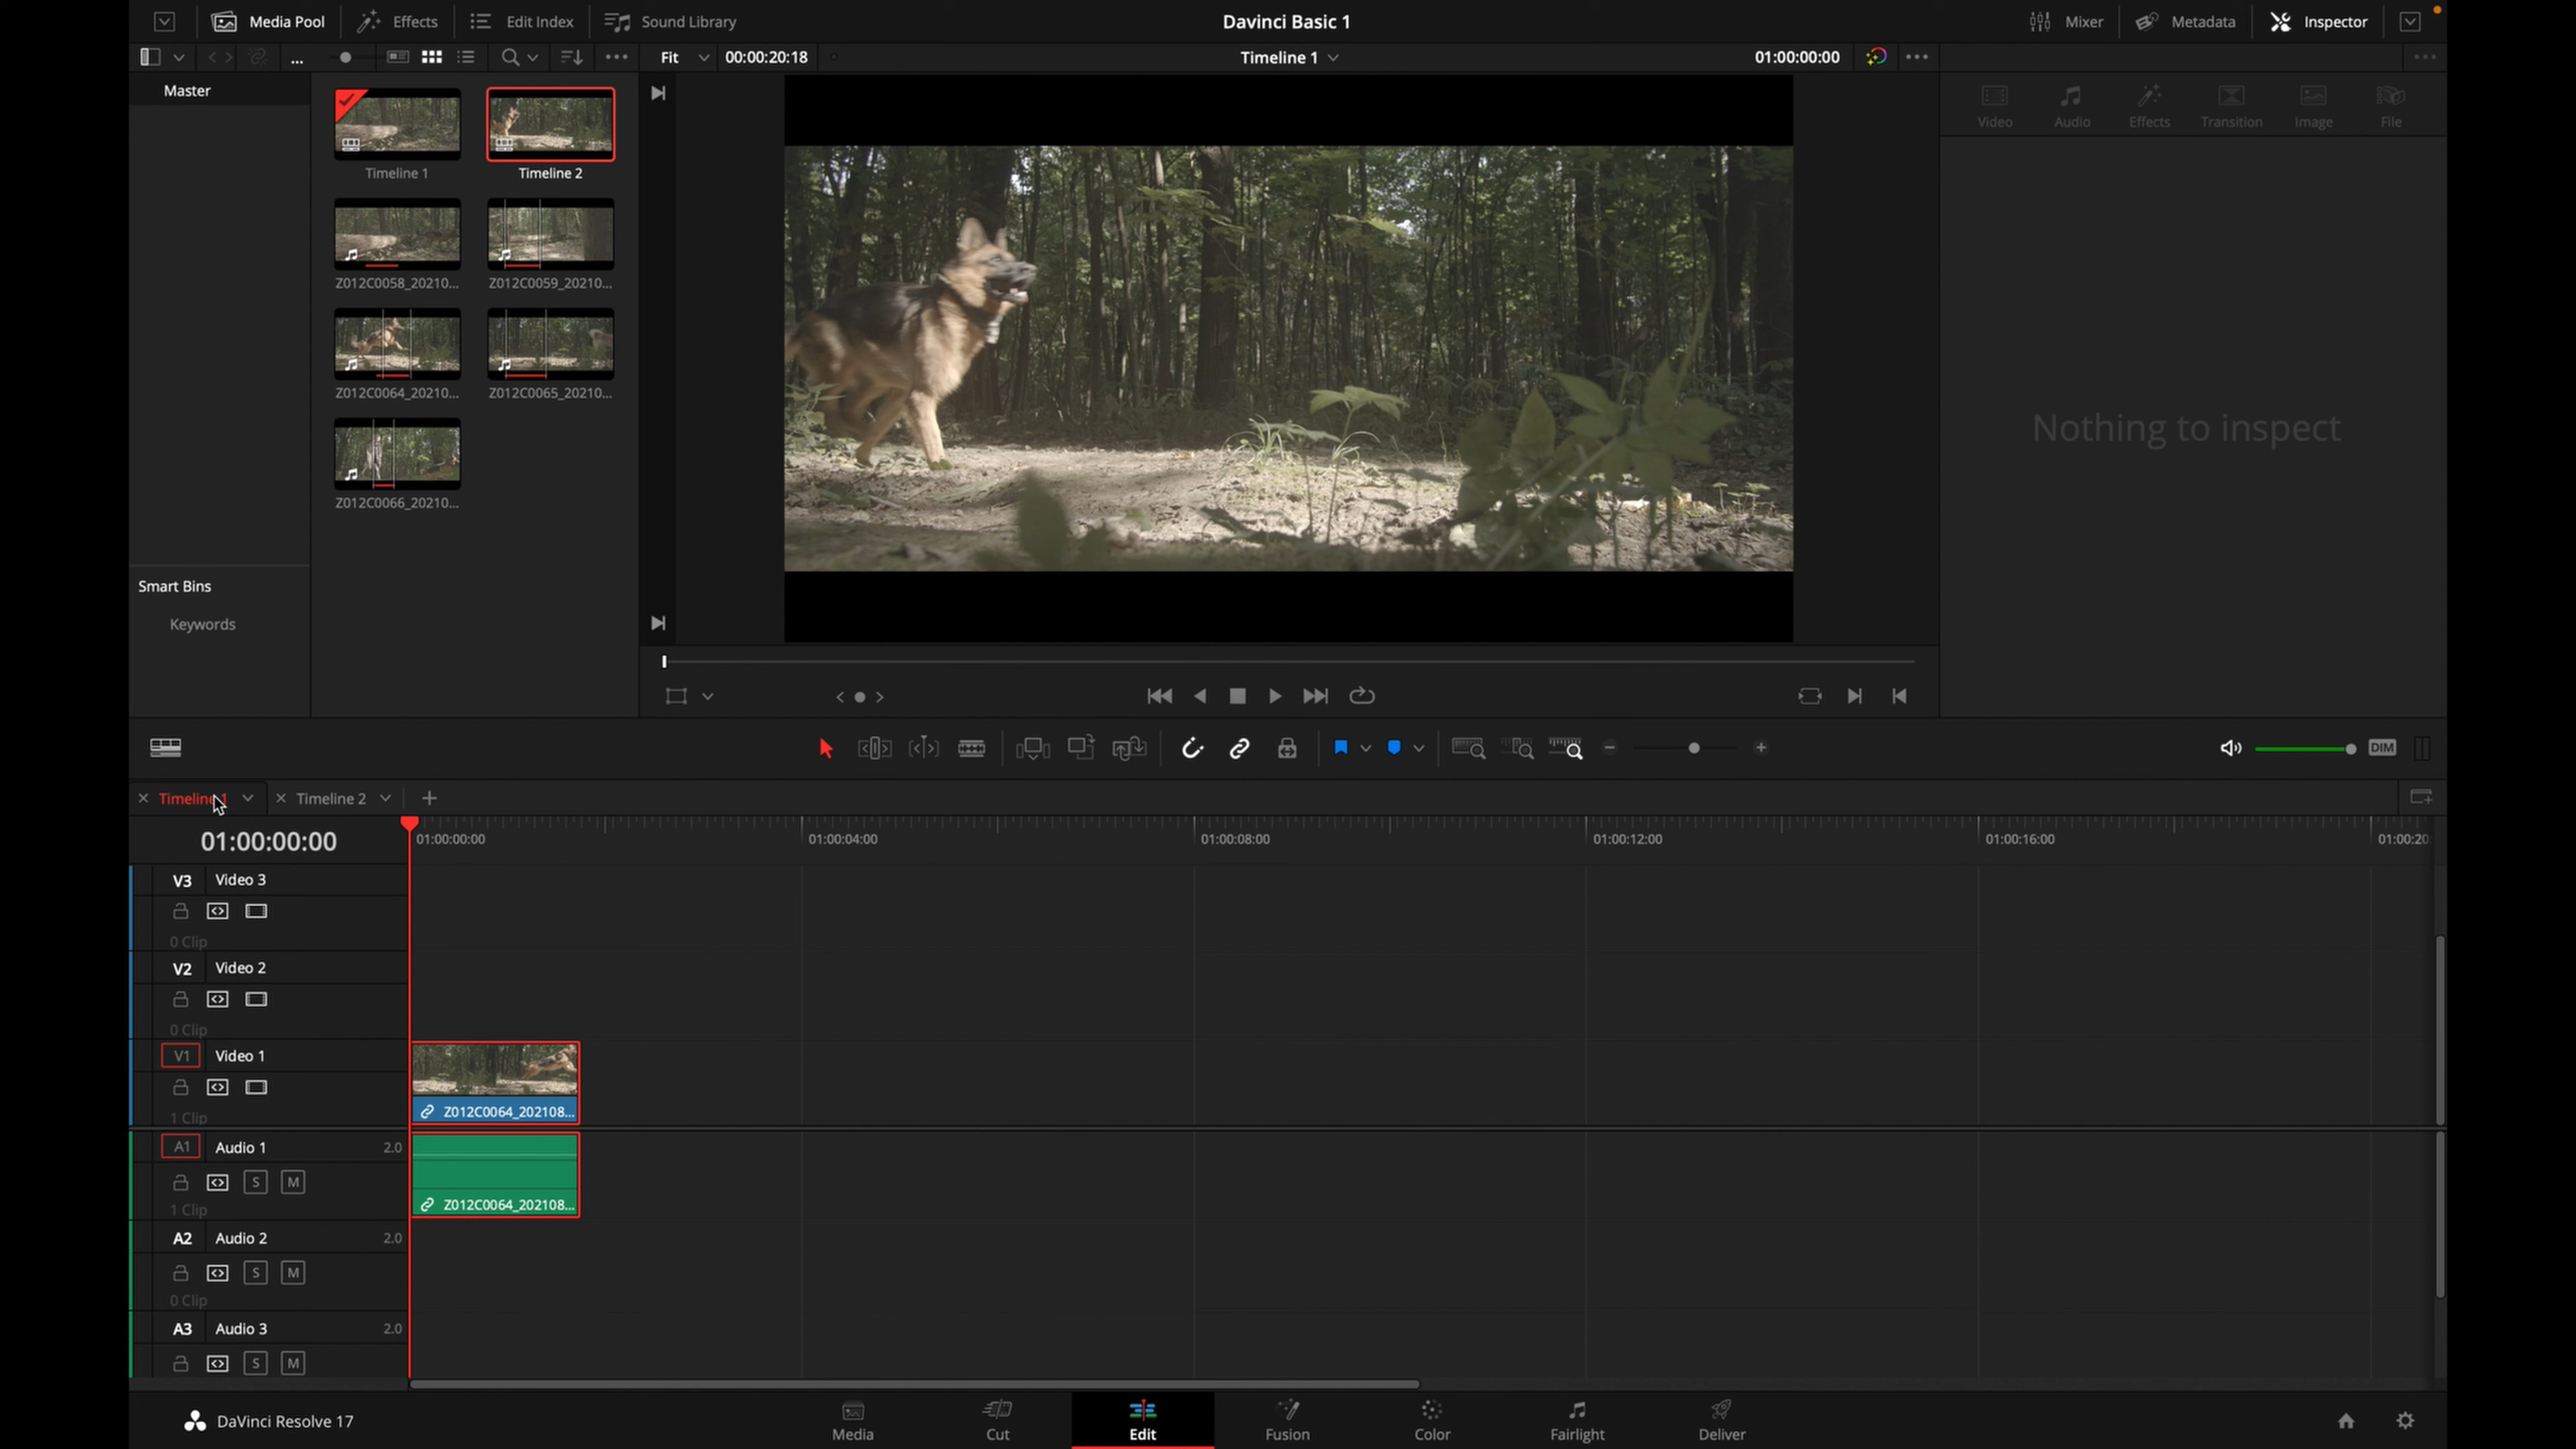 Media Pool Effects Edit Index Sound Library Davinci Basic 1 Mixer Metadata Inspector
... Fit 00:00:20:18 Timeline 1 01:00:00:00
Master
Timeline 1 Timeline 2
Z012C0058_20210... Z012C0059_20210...
Z012C0064_20210... Z012C0065_20210...
Z012C0066_20210...
Smart Bins
Keywords
Video Audio Effects Transition Image File
Nothing to inspect
DIM
Timeline 1 Timeline 2
01:00:00:00 01:00:00:00 01:00:04:00 01:00:08:00 01:00:12:00 01:00:16:00 01:00:20
V3 Video 3
0 Clip
V2 Video 2
0 Clip
V1 Video 1
1 Clip
Z012C0064_202108...
A1 Audio 1 2.0
S M
1 Clip
Z012C0064_202108...
A2 Audio 2 2.0
S M
0 Clip
A3 Audio 3 2.0
S M
DaVinci Resolve 17 Media Cut Edit Fusion Color Fairlight Deliver